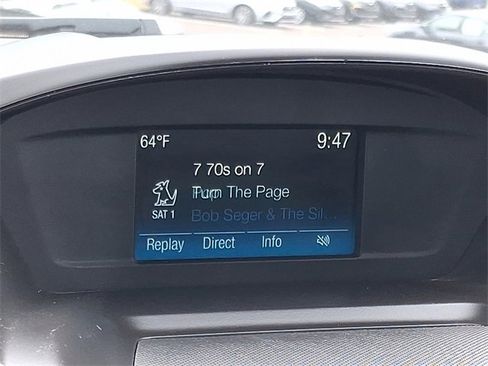 64°F 9:47
7 70s on 7
Turn The Page
SAT 1
Bob Seger & The Sil...
Replay Direct Info